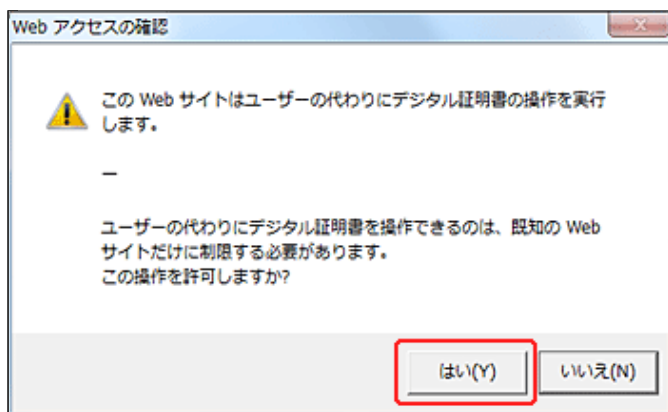 Web アクセスの確認
この Web サイトはユーザーの代わりにデジタル証明書の操作を実行
します。
—
ユーザーの代わりにデジタル証明書を操作できるのは、既知の Web
サイトだけに制限する必要があります。
この操作を許可しますか?
はい(Y) いいえ(N)